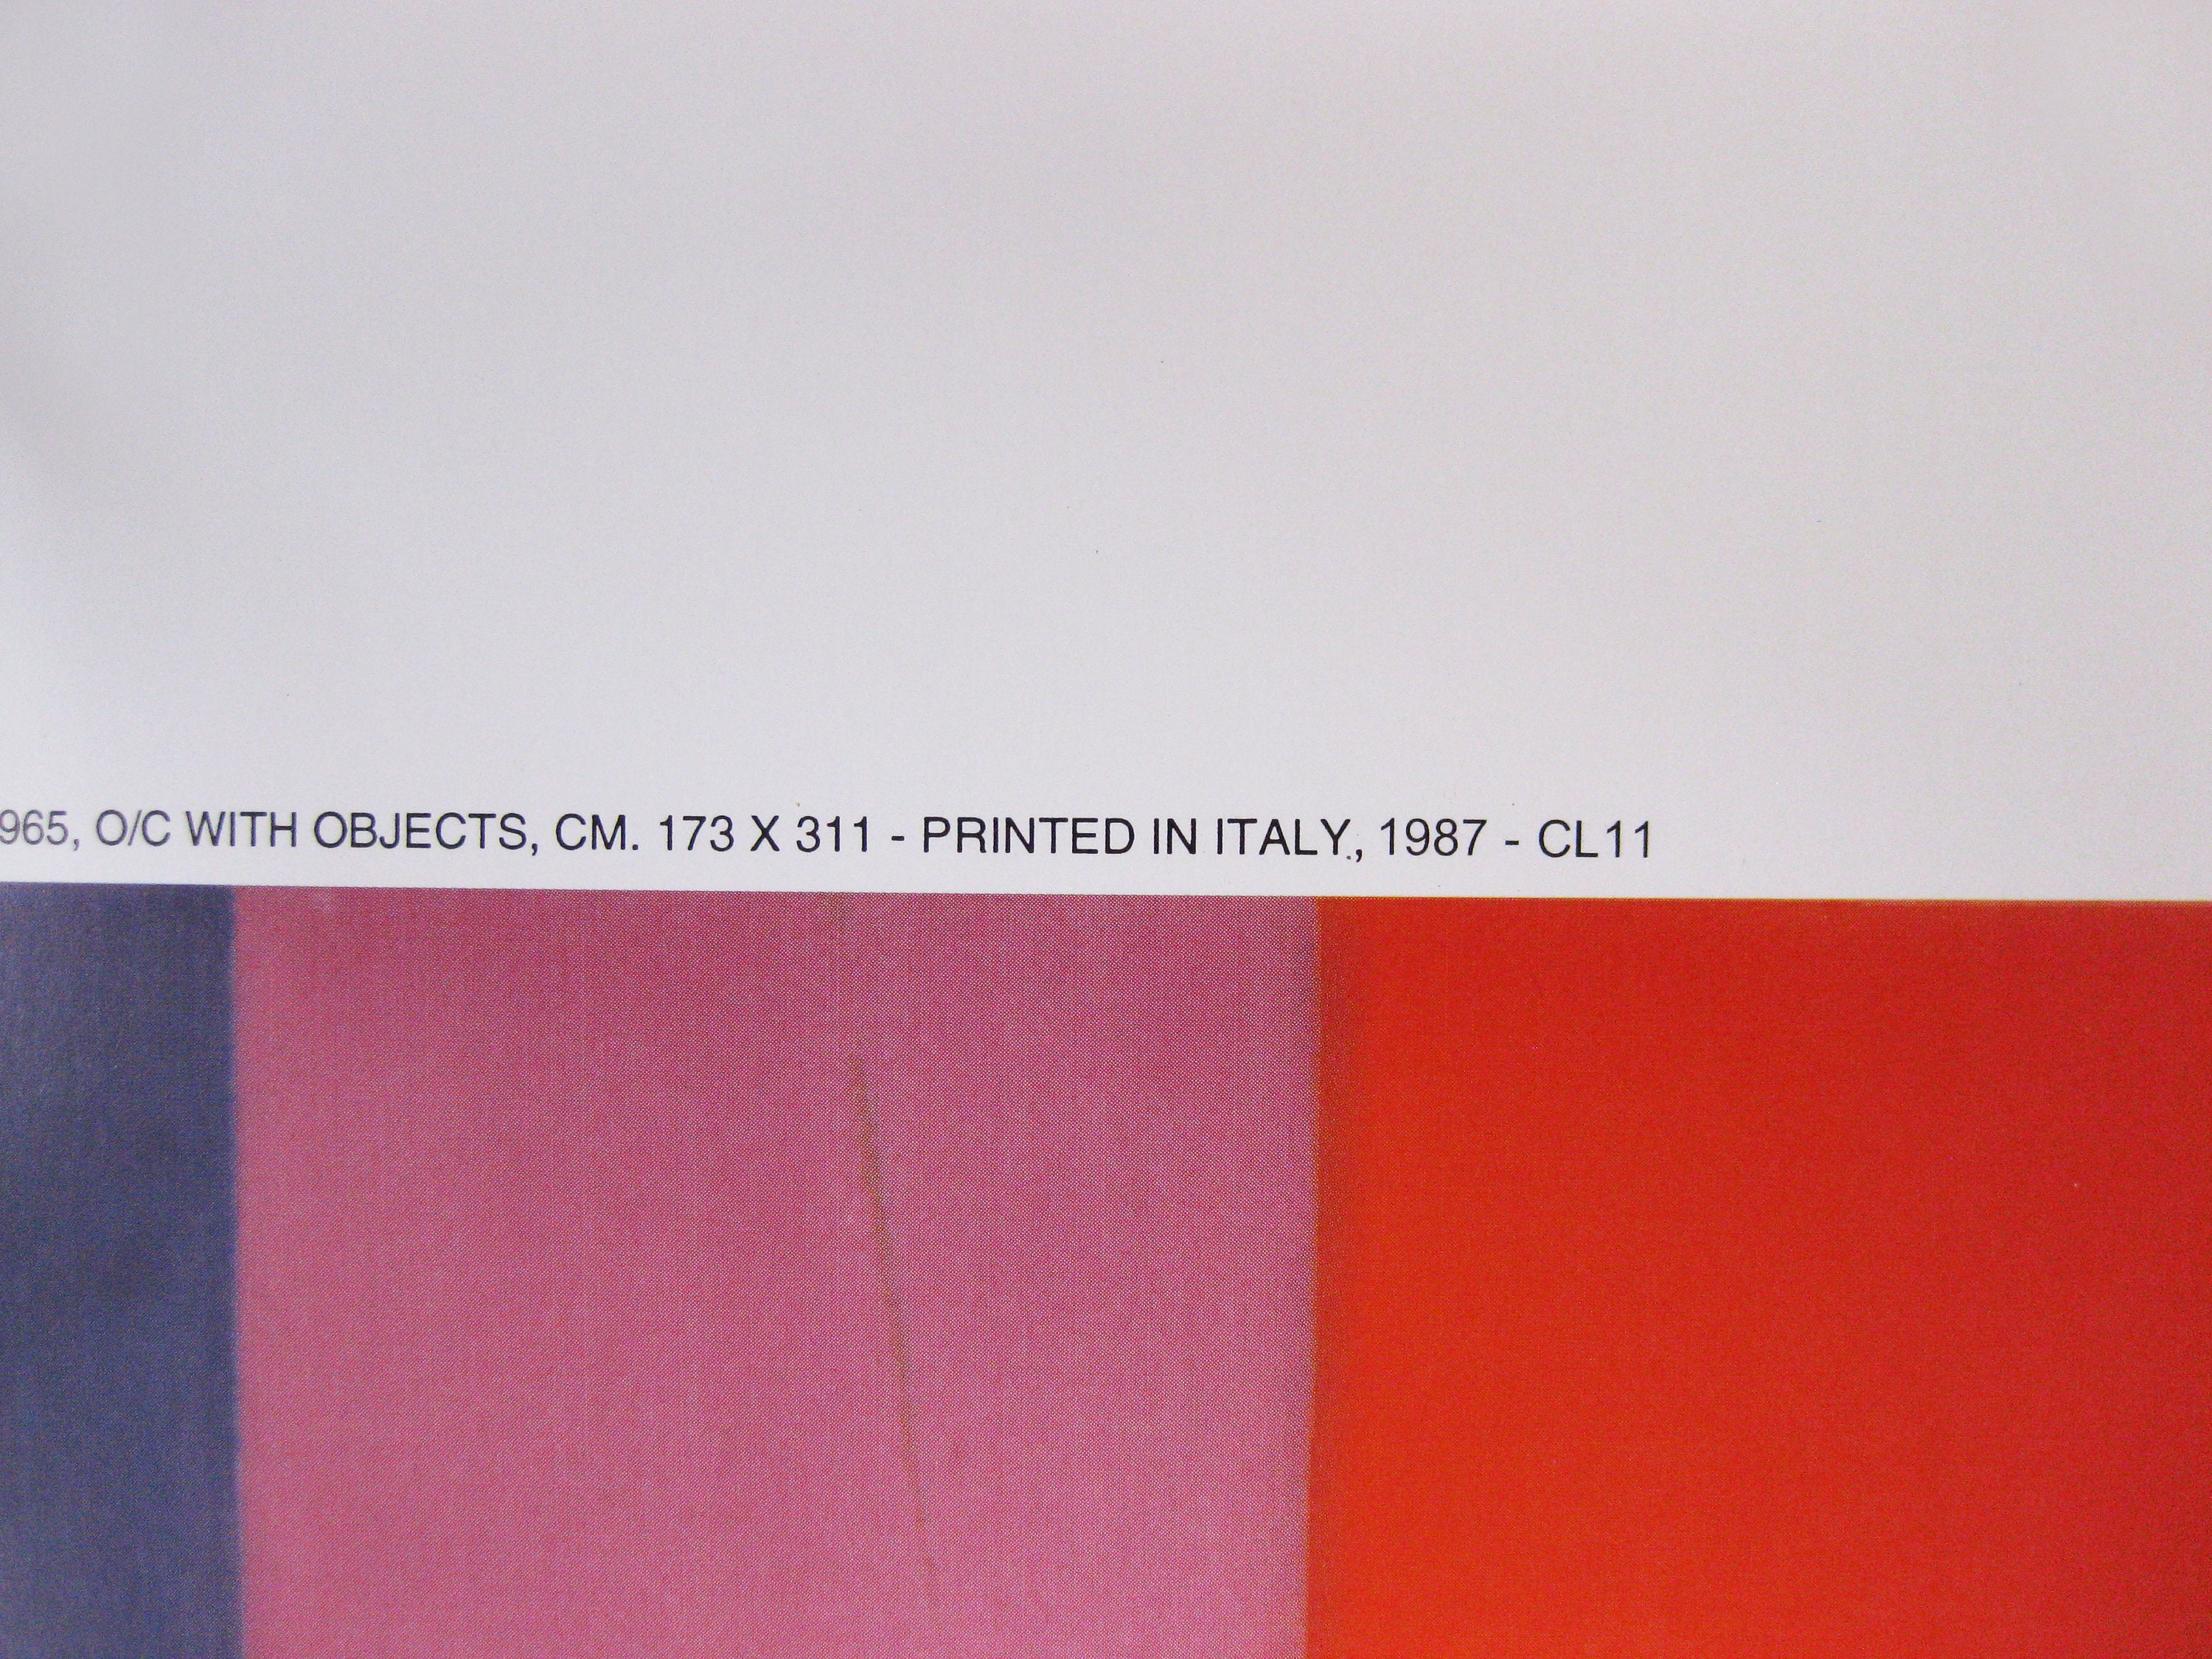 965, O/C WITH OBJECTS, CM. 173 X 311 - PRINTED IN ITALY., 1987 - CL11